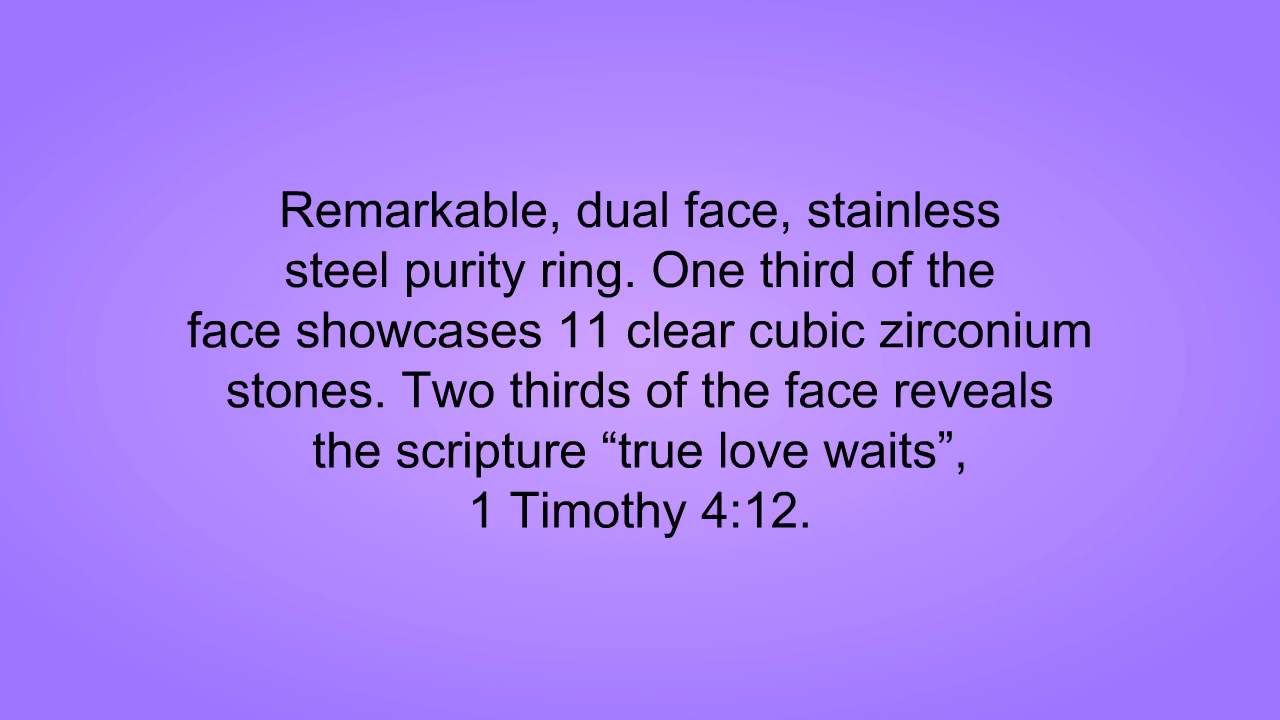 Remarkable, dual face, stainless
steel purity ring. One third of the
face showcases 11 clear cubic zirconium
stones. Two thirds of the face reveals
the scripture “true love waits”,
1 Timothy 4:12.